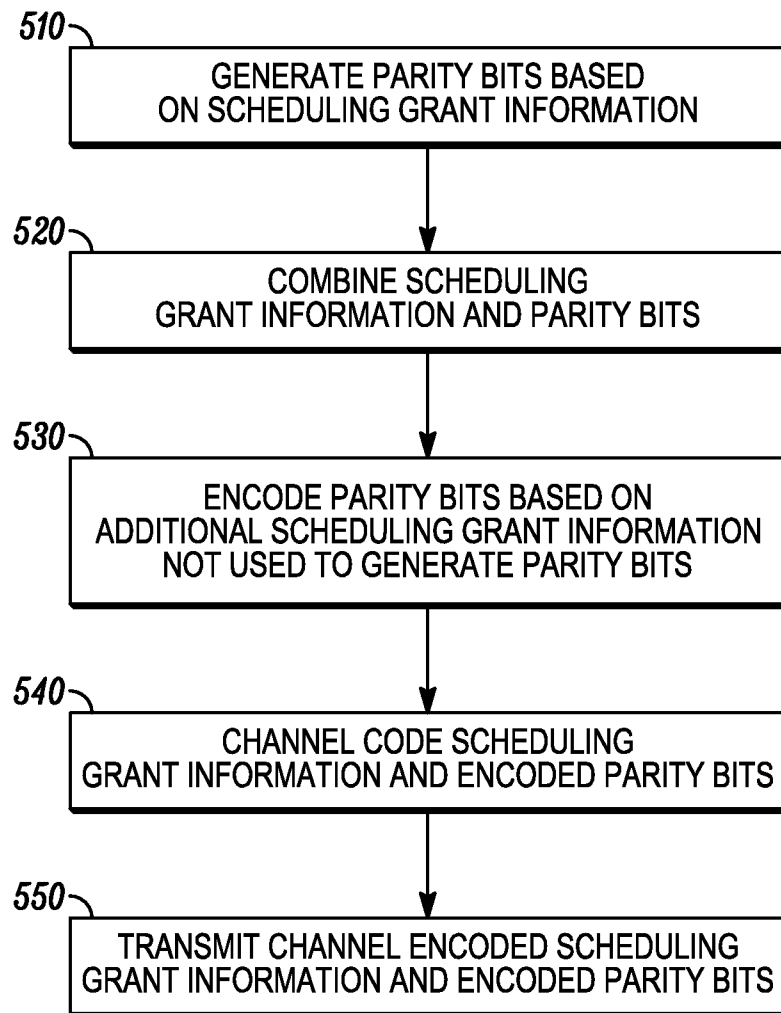 510
GENERATE PARITY BITS BASED
ON SCHEDULING GRANT INFORMATION
520
COMBINE SCHEDULING
GRANT INFORMATION AND PARITY BITS
530
ENCODE PARITY BITS BASED ON
ADDITIONAL SCHEDULING GRANT INFORMATION
NOT USED TO GENERATE PARITY BITS
540
CHANNEL CODE SCHEDULING
GRANT INFORMATION AND ENCODED PARITY BITS
550
TRANSMIT CHANNEL ENCODED SCHEDULING
GRANT INFORMATION AND ENCODED PARITY BITS